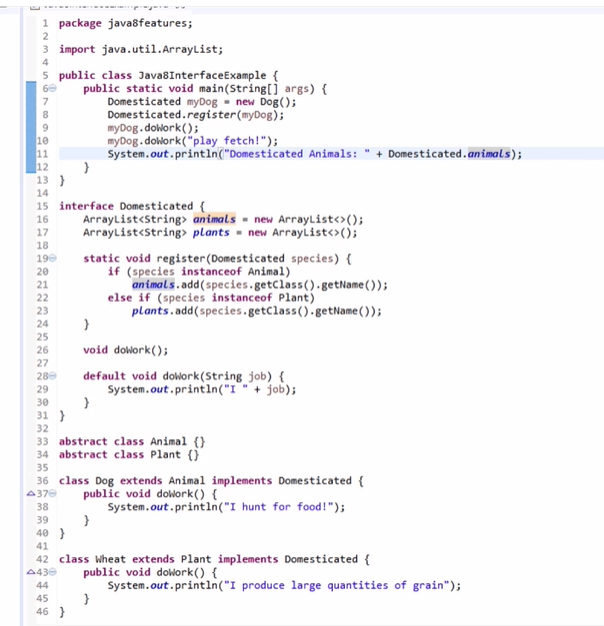 1 package java8features;
2
3 import java.util.ArrayList;
4
5 public class Java8InterfaceExample {
6 public static void main(String[] args) {
7 Domesticated myDog = new Dog();
8 Domesticated.register(myDog);
9 myDog.doWork();
10 myDog.doWork("play fetch!");
11 System.out.println("Domesticated Animals: " + Domesticated.animals);
12 }
13 }
14
15 interface Domesticated {
16 ArrayList<String> animals = new ArrayList<>();
17 ArrayList<String> plants = new ArrayList<>();
18
19 static void register(Domesticated species) {
20 if (species instanceof Animal)
21 animals.add(species.getClass().getName());
22 else if (species instanceof Plant)
23 plants.add(species.getClass().getName());
24 }
25
26 void doWork();
27
28 default void doWork(String job) {
29 System.out.println("I " + job);
30 }
31 }
32
33 abstract class Animal {}
34 abstract class Plant {}
35
36 class Dog extends Animal implements Domesticated {
37 public void doWork() {
38 System.out.println("I hunt for food!");
39 }
40 }
41
42 class Wheat extends Plant implements Domesticated {
43 public void doWork() {
44 System.out.println("I produce large quantities of grain");
45 }
46 }